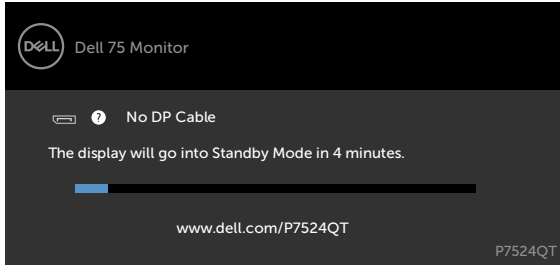 DELL
Dell 75 Monitor
? No DP Cable
The display will go into Standby Mode in 4 minutes.
www.dell.com/P7524QT
P7524QT